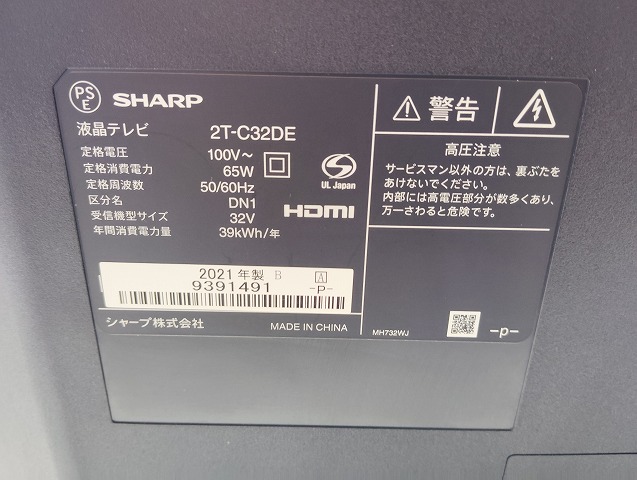 PS
E
SHARP
液晶テレビ 2T-C32DE
定格電圧 100V～
定格消費電力 65W
定格周波数 50/60Hz
区分名 DN1
受信機型サイズ 32V
年間消費電力量 39kWh/年
S
UL Japan
HDMI
2021年製 B A
9391491 -P-
シャープ株式会社 MADE IN CHINA
警告
高圧注意
サービスマン以外の方は、裏ぶたを
あけないでください。
内部には高電圧部分が数多くあり、
万一さわると危険です。
MH732WJ -p-